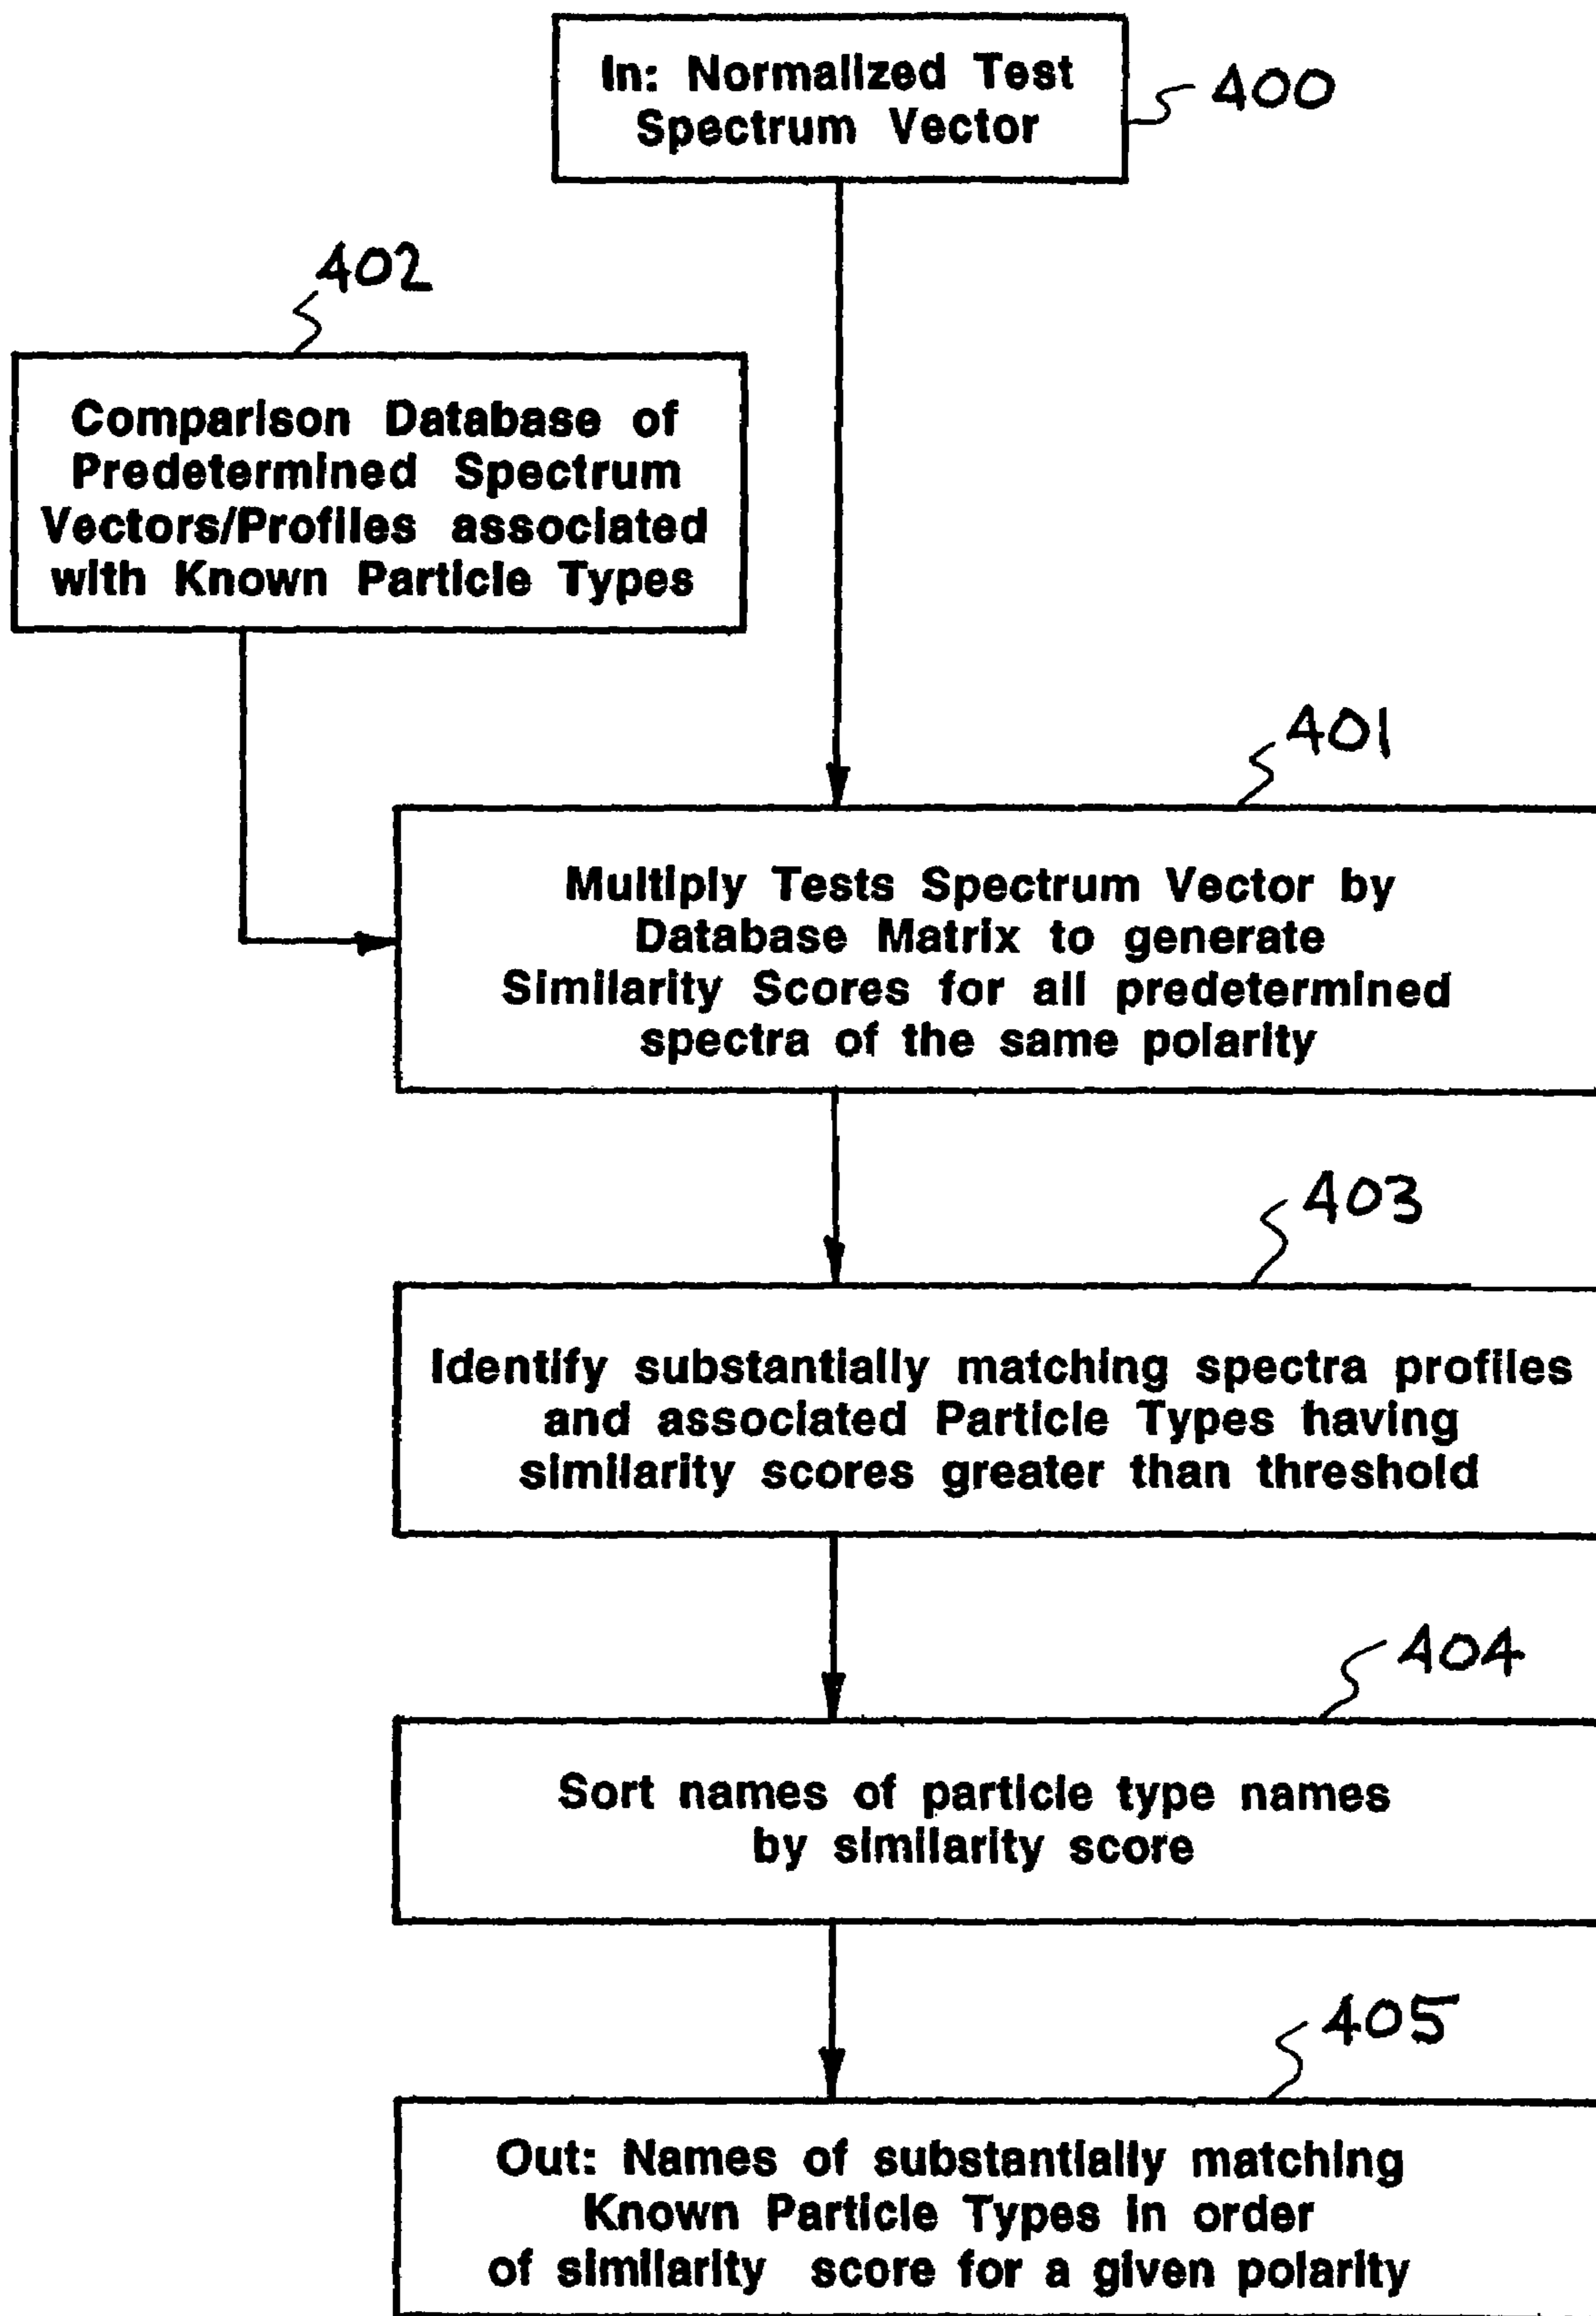 In: Normalized Test
Spectrum Vector
400
402
Comparison Database of
Predetermined Spectrum
Vectors/Profiles associated
with Known Particle Types
401
Multiply Tests Spectrum Vector by
Database Matrix to generate
Similarity Scores for all predetermined
spectra of the same polarity
403
Identify substantially matching spectra profiles
and associated Particle Types having
similarity scores greater than threshold
404
Sort names of particle type names
by similarity score
405
Out: Names of substantially matching
Known Particle Types in order
of similarity score for a given polarity